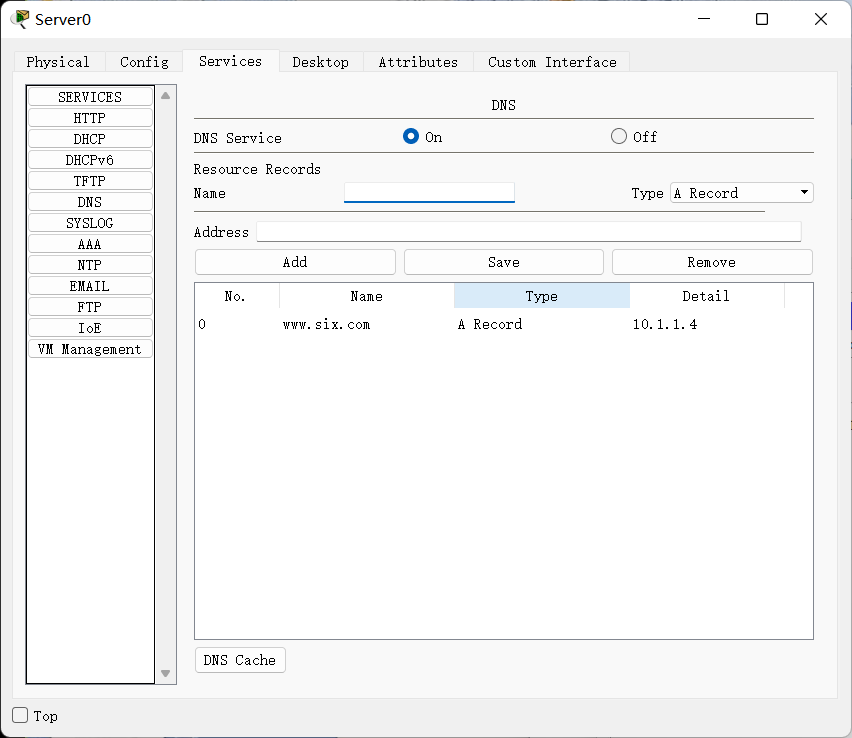 Server0
Physical Config Services Desktop Attributes Custom Interface
SERVICES
HTTP
DHCP
DHCPv6
TFTP
DNS
SYSLOG
AAA
NTP
EMAIL
FTP
IoE
VM Management
DNS
DNS Service On Off
Resource Records
Name Type A Record
Address
Add Save Remove
No. Name Type Detail
0 www.six.com A Record 10.1.1.4
DNS Cache
Top